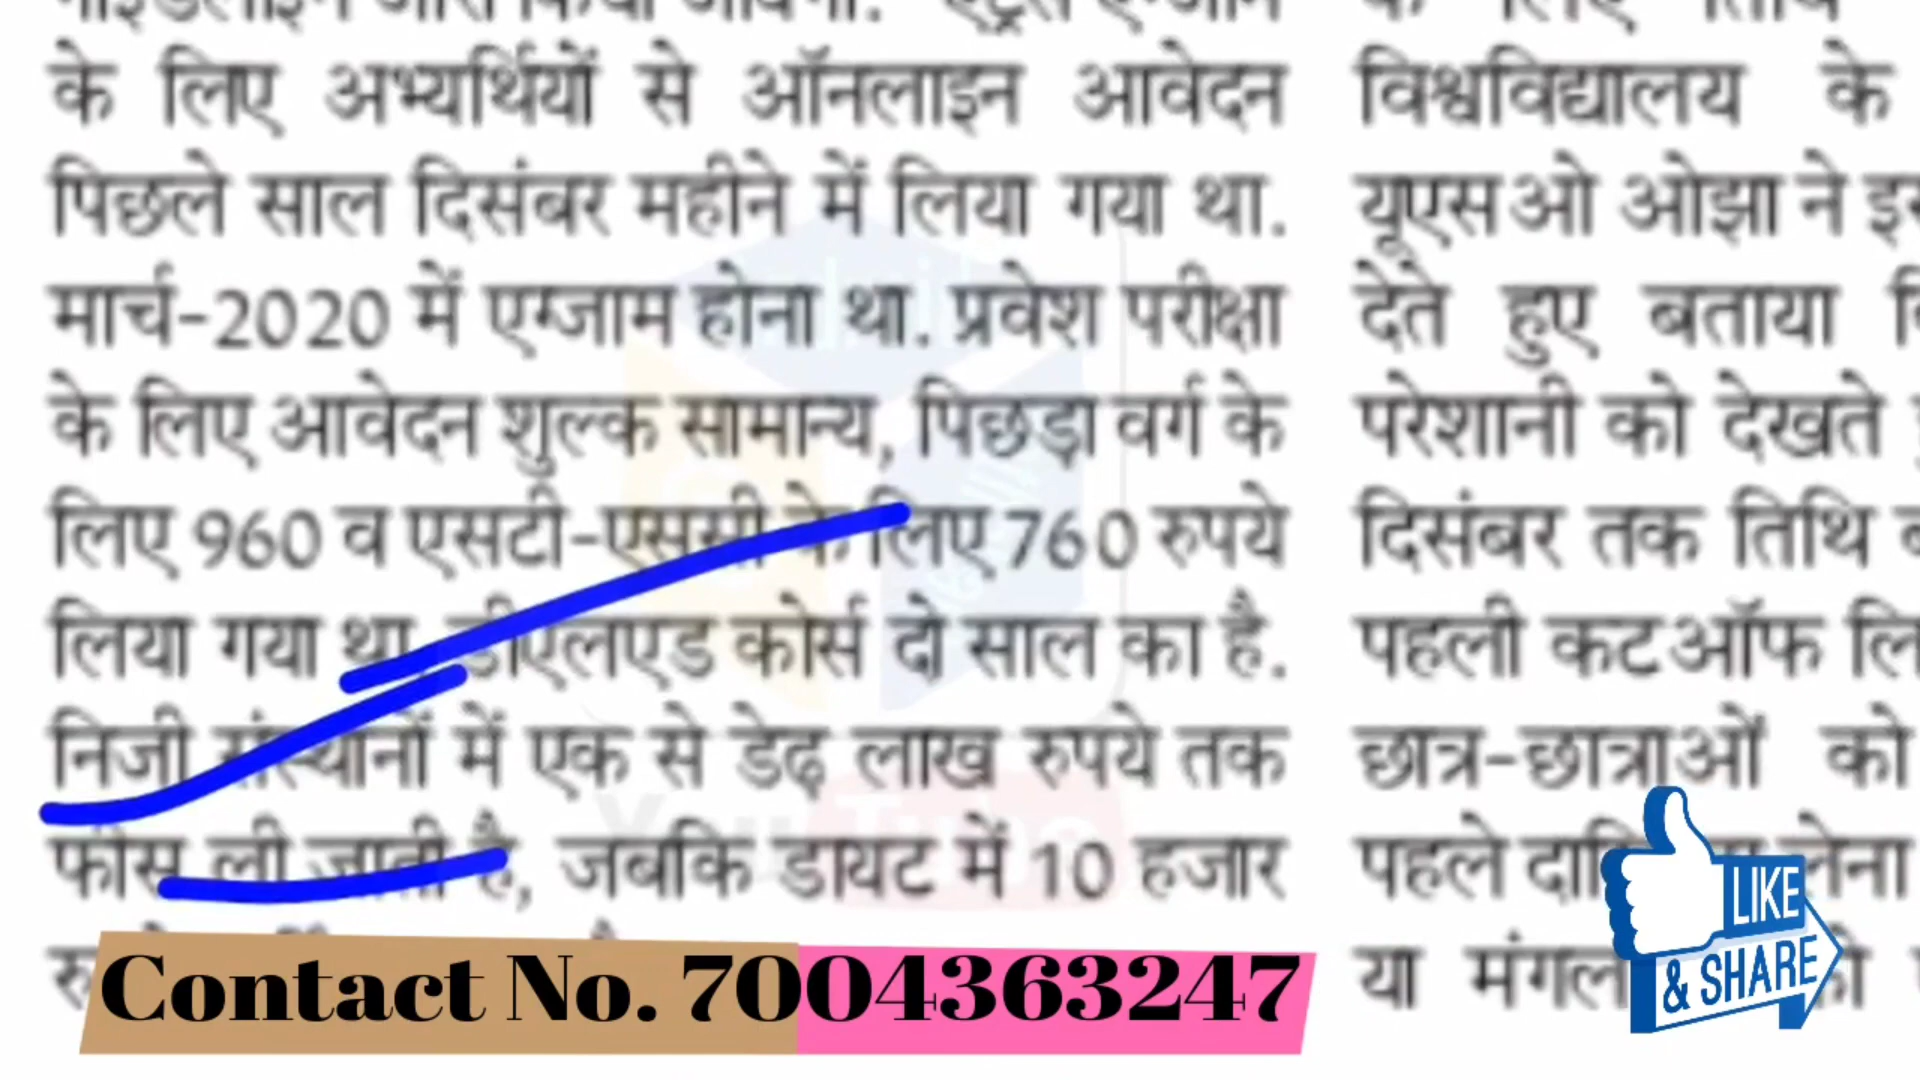 के लिए अभ्यर्थियों से ऑनलाइन आवेदन
पिछले साल दिसंबर महीने में लिया गया था.
मार्च-2020 में एग्जाम होना था. प्रवेश परीक्षा
के लिए आवेदन शुल्क सामान्य, पिछड़ा वर्ग के
लिए 960 व एसटी-एससी के लिए 760 रुपये
लिया गया था. डीएलएड कोर्स दो साल का है.
निजी संस्थानों में एक से डेढ़ लाख रुपये तक
फीस ली जाती है, जबकि डायट में 10 हजार
विश्वविद्यालय के
यूएसओ ओझा ने
देते हुए बताया
परेशानी को देखते
दिसंबर तक तिथि
पहली कटऑफ
छात्र-छात्राओं को
पहले लेना
या
Contact No. 7004363247
LIKE
& SHARE